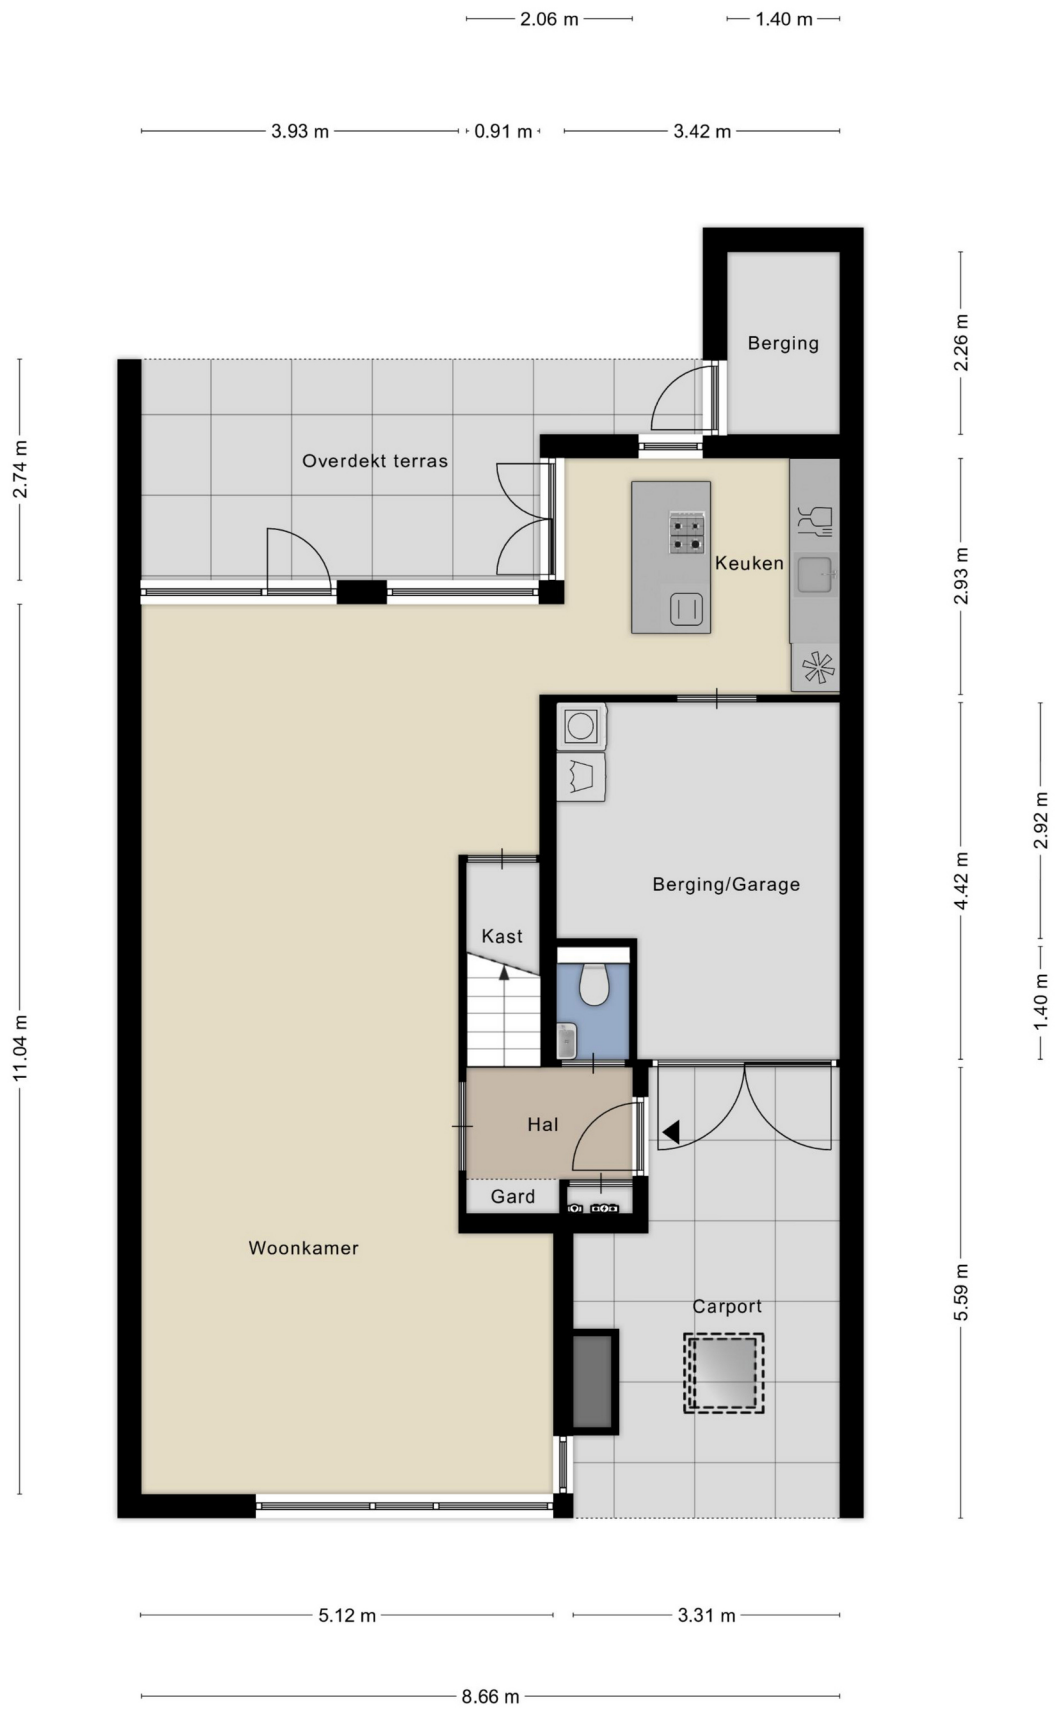 2.06 m
1.40 m
3.93 m
0.91 m
3.42 m
Berging
2.26 m
Overdekt terras
2.74 m
Keuken
2.93 m
2.92 m
4.42 m
Berging/Garage
Kast
1.40 m
11.04 m
Hal
Gard
Woonkamer
5.59 m
Carport
5.12 m
3.31 m
8.66 m